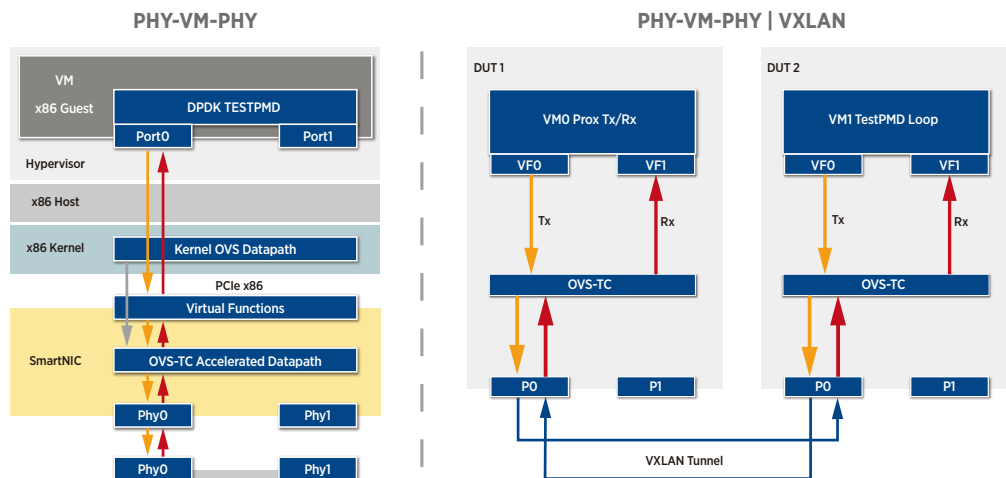 PHY-VM-PHY
VM
x86 Guest
DPDK TESTPMD
Port0
Port1
Hypervisor
x86 Host
x86 Kernel
Kernel OVS Datapath
PCIe x86
Virtual Functions
SmartNIC
OVS-TC Accelerated Datapath
Phy0
Phy1
Phy0
Phy1
PHY-VM-PHY | VXLAN
DUT 1
VM0 Prox Tx/Rx
VF0
VF1
Tx
Rx
OVS-TC
P0
P1
DUT 2
VM1 TestPMD Loop
VF0
VF1
Tx
Rx
OVS-TC
P0
P1
VXLAN Tunnel